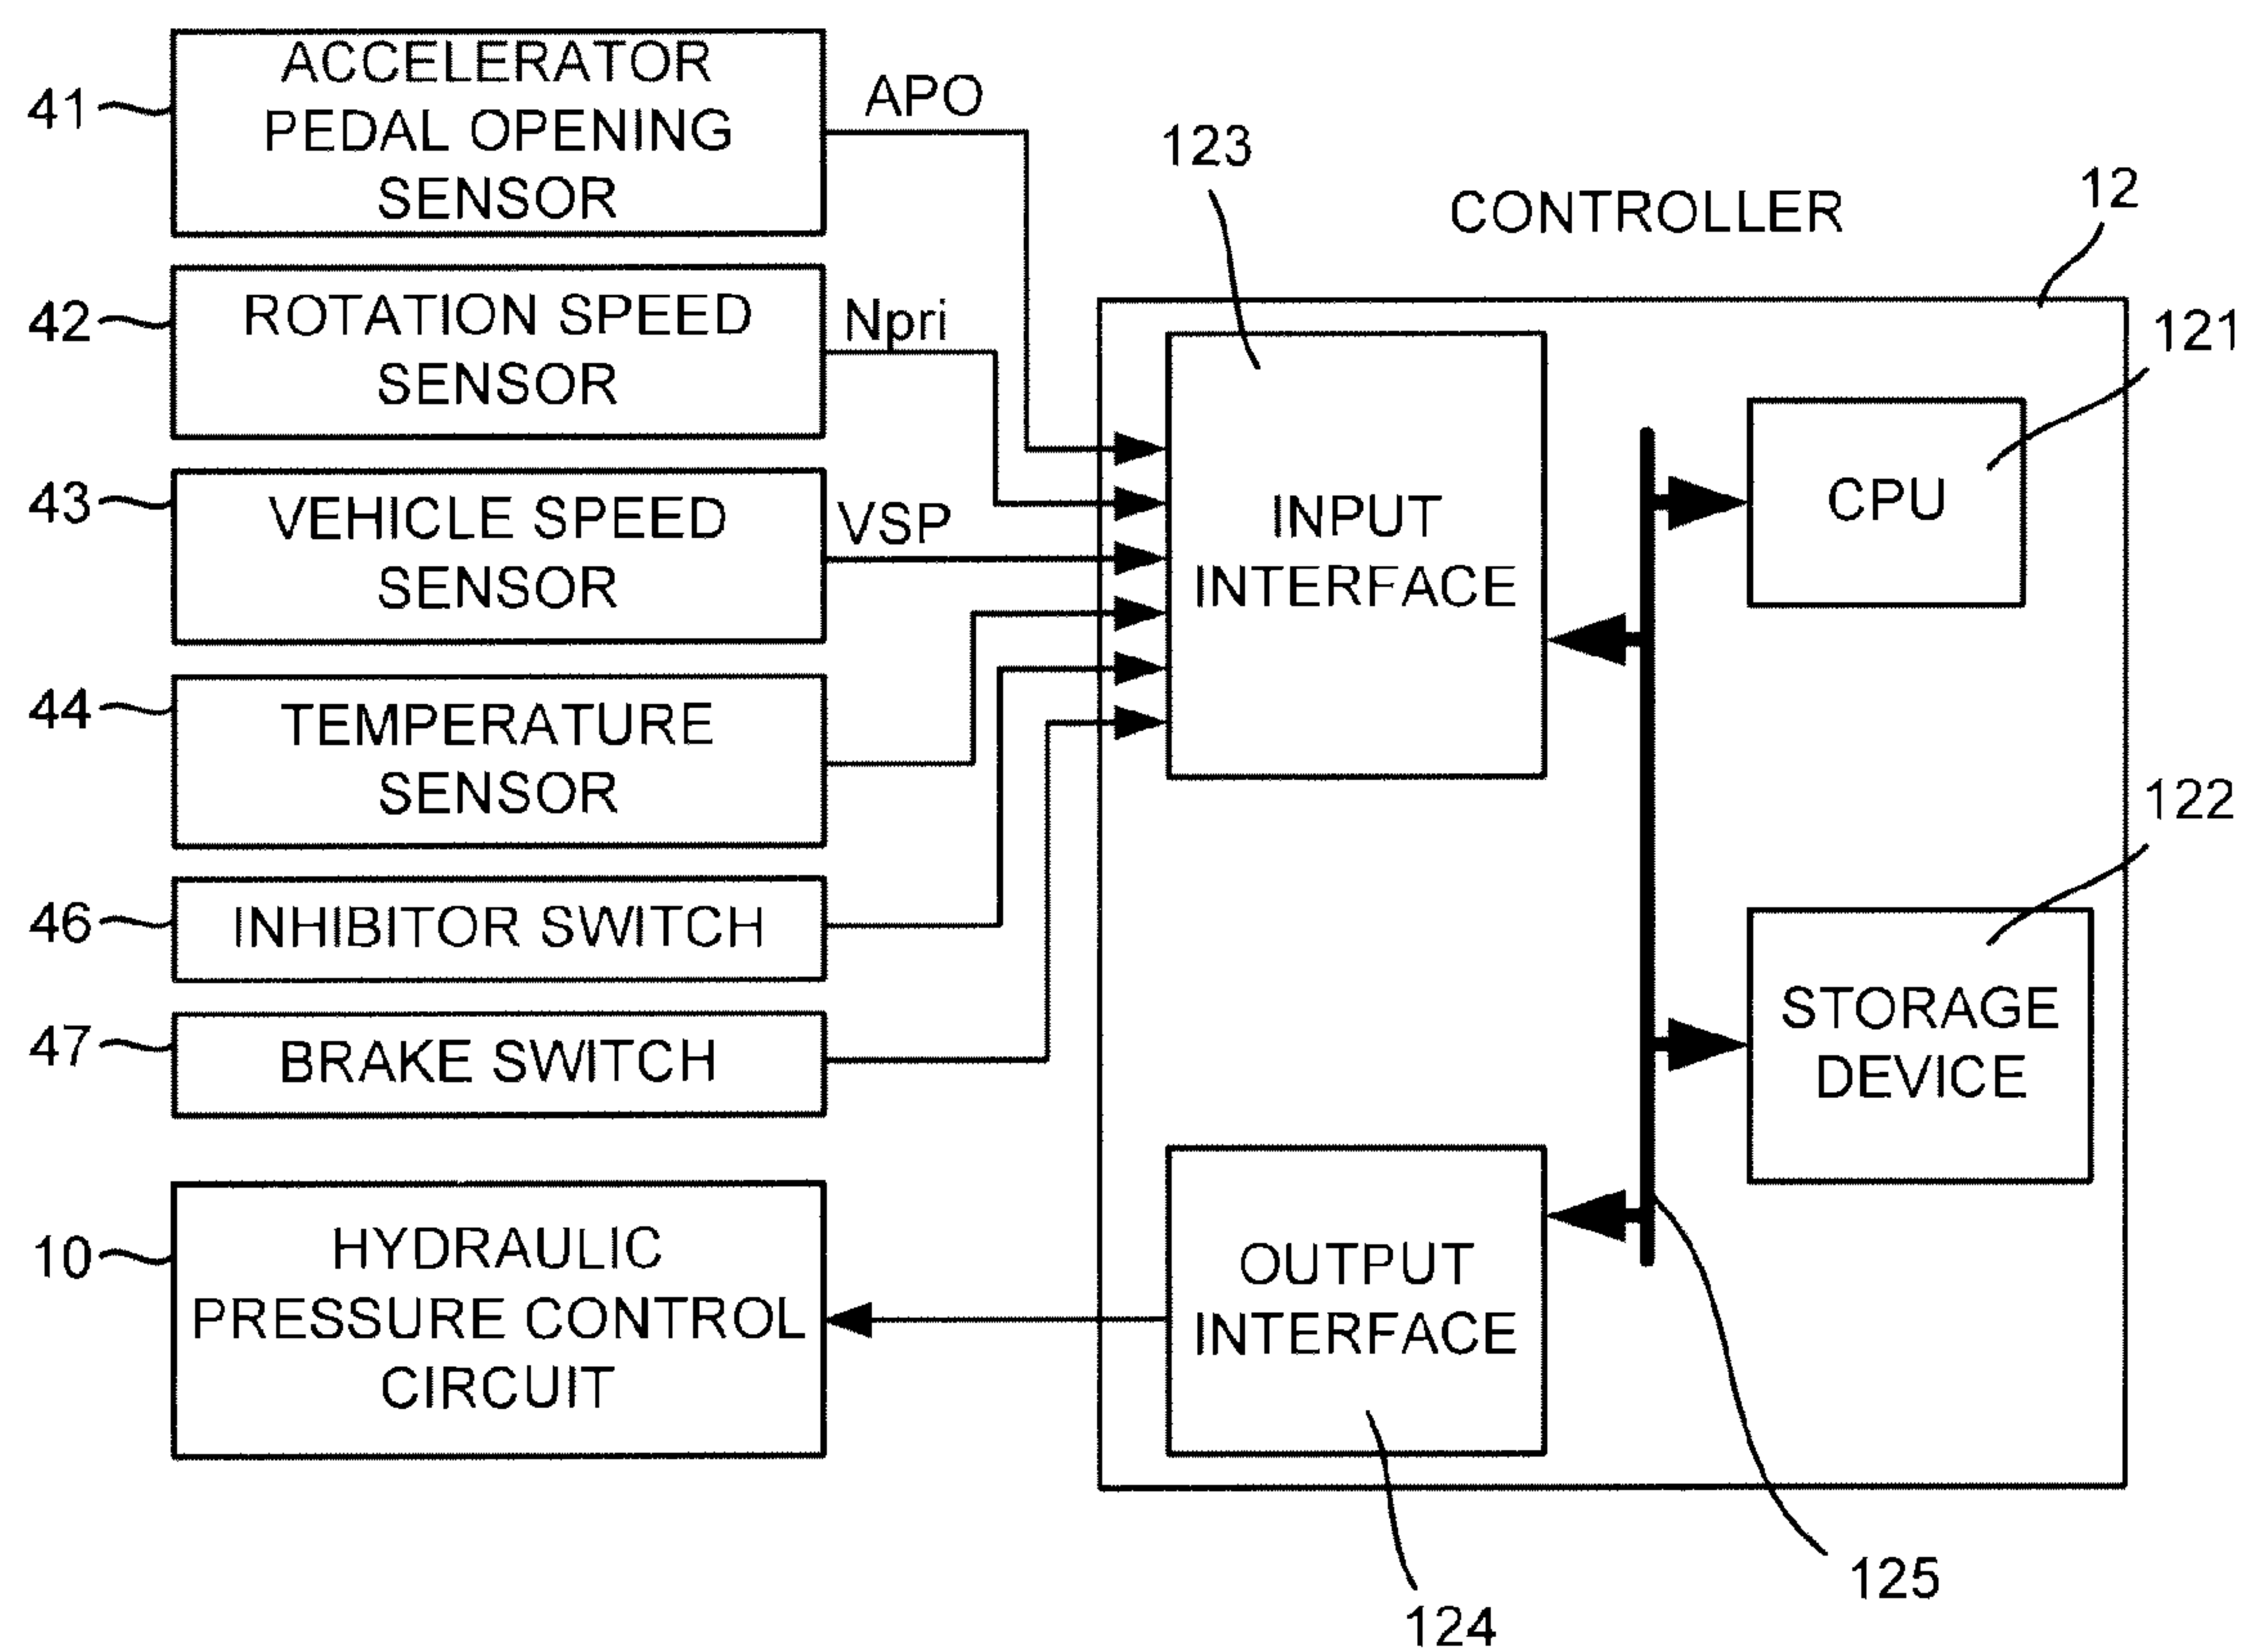 41
ACCELERATOR
PEDAL OPENING
SENSOR
APO
42
ROTATION SPEED
SENSOR
Npri
43
VEHICLE SPEED
SENSOR
VSP
44
TEMPERATURE
SENSOR
46
INHIBITOR SWITCH
47
BRAKE SWITCH
10
HYDRAULIC
PRESSURE CONTROL
CIRCUIT
CONTROLLER
12
123
INPUT
INTERFACE
121
CPU
122
STORAGE
DEVICE
OUTPUT
INTERFACE
124
125